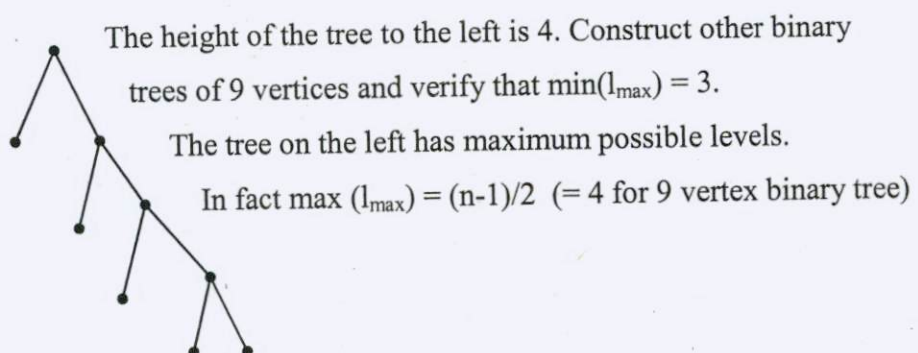 The height of the tree to the left is 4. Construct other binary
trees of 9 vertices and verify that min(lmax) = 3.
The tree on the left has maximum possible levels.
In fact max (lmax) = (n-1)/2 (= 4 for 9 vertex binary tree)